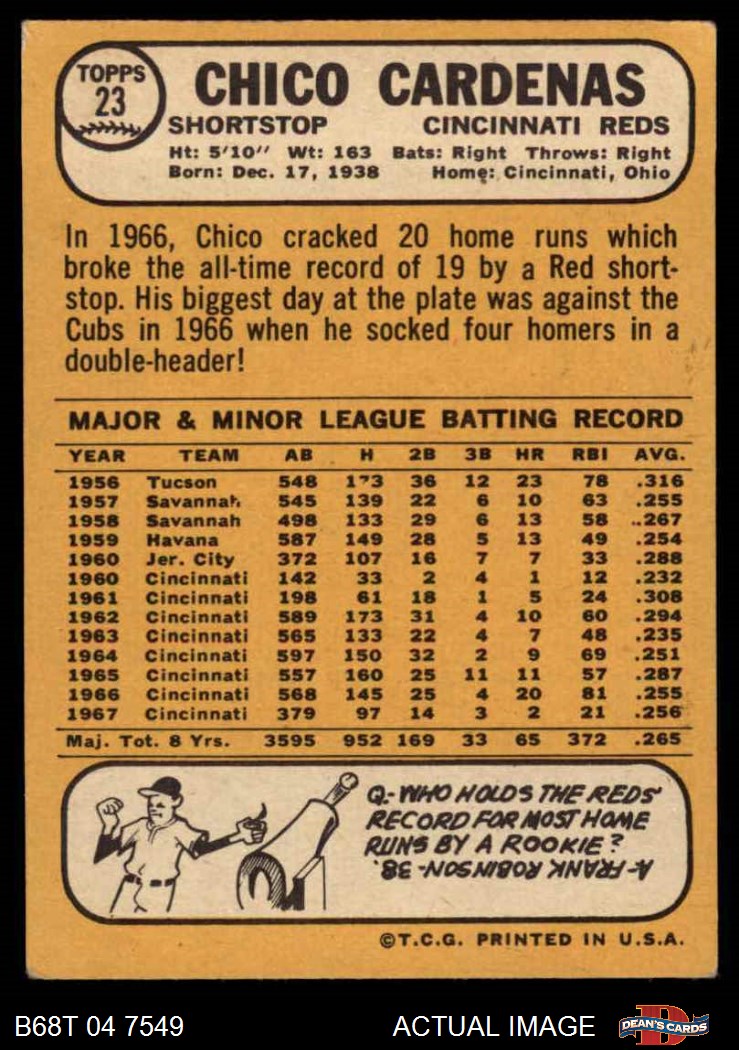 TOPPS
23
CHICO CARDENAS
SHORTSTOP CINCINNATI REDS
Ht: 5'10" Wt: 163 Bats: Right Throws: Right
Born: Dec. 17, 1938 Home: Cincinnati, Ohio
In 1966, Chico cracked 20 home runs which
broke the all-time record of 19 by a Red short-
stop. His biggest day at the plate was against the
Cubs in 1966 when he socked four homers in a
double-header!
MAJOR & MINOR LEAGUE BATTING RECORD
YEAR TEAM AB H 2B 3B HR RBI AVG.
1956 Tucson 548 173 36 12 23 78 .316
1957 Savannah 545 139 22 6 10 63 .255
1958 Savannah 498 133 29 6 13 58 .267
1959 Havana 587 149 28 5 13 49 .254
1960 Jer. City 372 107 16 7 7 33 .288
1960 Cincinnati 142 33 2 4 1 12 .232
1961 Cincinnati 198 61 18 1 5 24 .308
1962 Cincinnati 589 173 31 4 10 60 .294
1963 Cincinnati 565 133 22 4 7 48 .235
1964 Cincinnati 597 150 32 2 9 69 .251
1965 Cincinnati 557 160 25 11 11 57 .287
1966 Cincinnati 568 145 25 4 20 81 .255
1967 Cincinnati 379 97 14 3 2 21 .256
Maj. Tot. 8 Yrs. 3595 952 169 33 65 372 .265
Q-WHO HOLDS THE REDS'
RECORD FOR MOST HOME
RUNS BY A ROOKIE?
A-FRANK ROBINSON-38.
©T.C.G. PRINTED IN U.S.A.
B68T 04 7549 ACTUAL IMAGE
D
DEAN'S CARDS